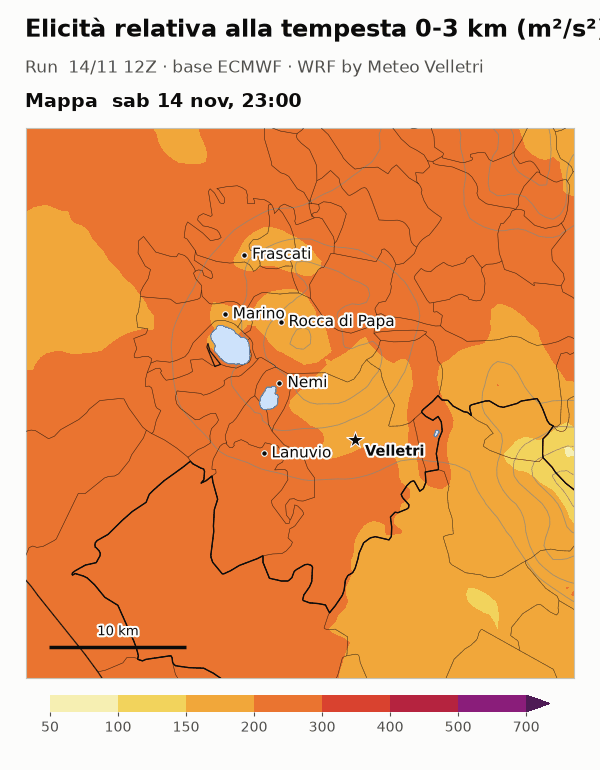 Elicità relativa alla tempesta 0-3 km (m²/s²)
Run  14/11 12Z · base ECMWF · WRF by Meteo Velletri
Mappa  sab 14 nov, 23:00
Frascati
Marino
Rocca di Papa
Nemi
Velletri
Lanuvio
10 km
50 100 150 200 300 400 500 700